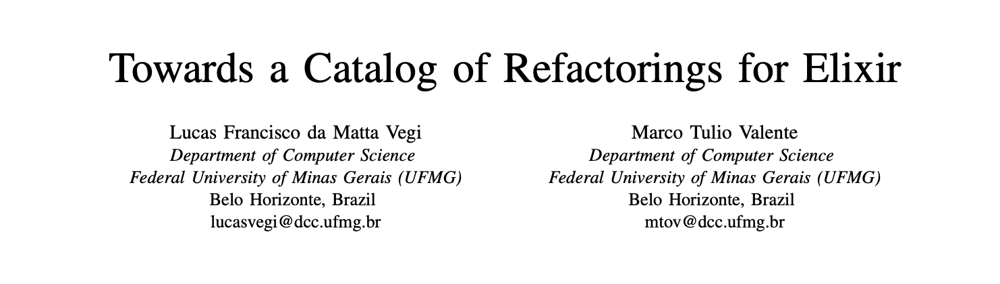 Towards a Catalog of Refactorings for Elixir
Lucas Francisco da Matta Vegi
Department of Computer Science
Federal University of Minas Gerais (UFMG)
Belo Horizonte, Brazil
lucasvegi@dcc.ufmg.br
Marco Tulio Valente
Department of Computer Science
Federal University of Minas Gerais (UFMG)
Belo Horizonte, Brazil
mtov@dcc.ufmg.br